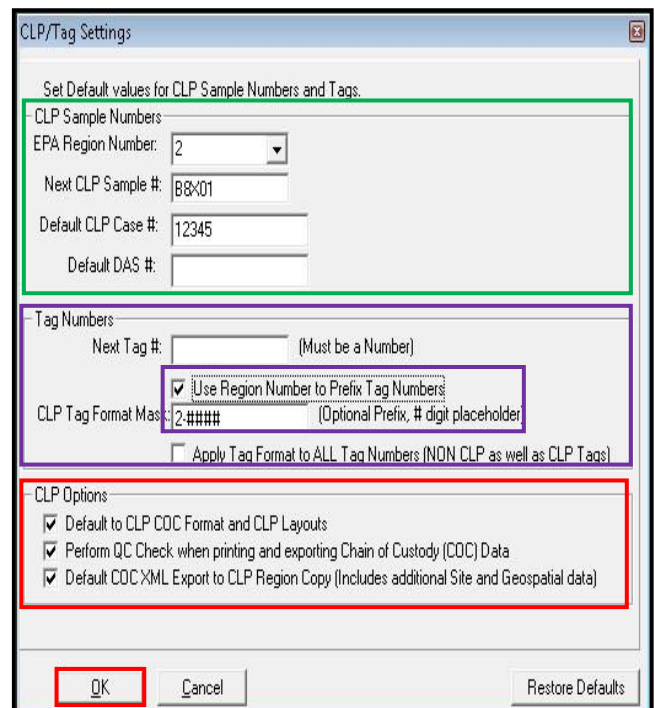 CLP/Tag Settings
Set Default values for CLP Sample Numbers and Tags.
CLP Sample Numbers
EPA Region Number: 2
Next CLP Sample #: B8X01
Default CLP Case #: 12345
Default DAS #:
Tag Numbers
Next Tag #: (Must be a Number)
Use Region Number to Prefix Tag Numbers
CLP Tag Format Mask: 2-#### (Optional Prefix, # digit placeholder)
Apply Tag Format to ALL Tag Numbers (NON CLP as well as CLP Tags)
CLP Options
Default to CLP COC Format and CLP Layouts
Perform QC Check when printing and exporting Chain of Custody (COC) Data
Default COC XML Export to CLP Region Copy (Includes additional Site and Geospatial data)
OK Cancel Restore Defaults